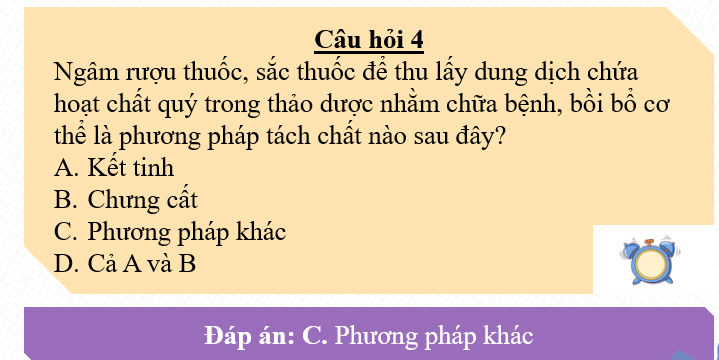 Câu hỏi 4
Ngâm rượu thuốc, sắc thuốc để thu lấy dung dịch chứa
hoạt chất quý trong thảo dược nhằm chữa bệnh, bồi bổ cơ
thể là phương pháp tách chất nào sau đây?
A. Kết tinh
B. Chưng cất
C. Phương pháp khác
D. Cả A và B
Đáp án: C. Phương pháp khác